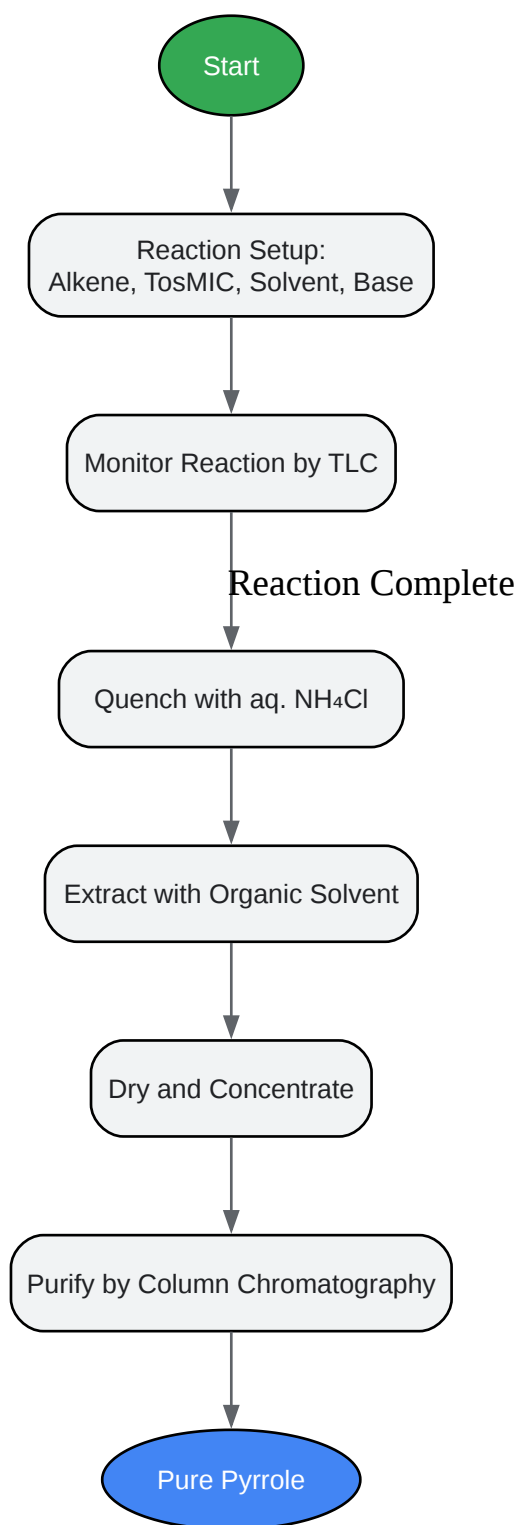 Start
Reaction Setup:
Alkene, TosMIC, Solvent, Base
Monitor Reaction by TLC
Reaction Complete
Quench with aq. NH₄Cl
Extract with Organic Solvent
Dry and Concentrate
Purify by Column Chromatography
Pure Pyrrole